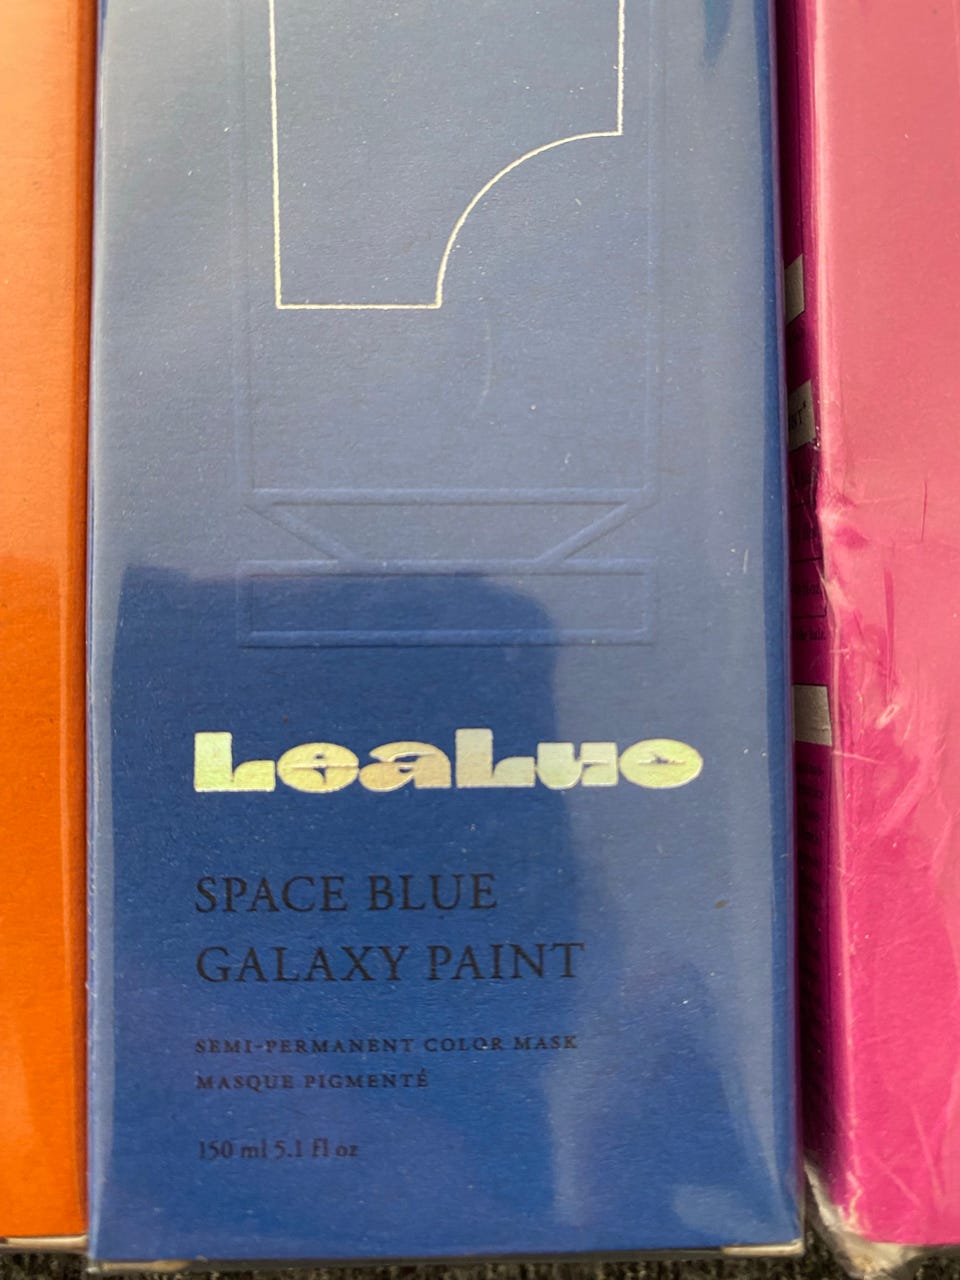 LeaLuo
SPACE BLUE
GALAXY PAINT
SEMI-PERMANENT COLOR MASK
MASQUE PIGMENTÉ
150 ml 5.1 fl oz